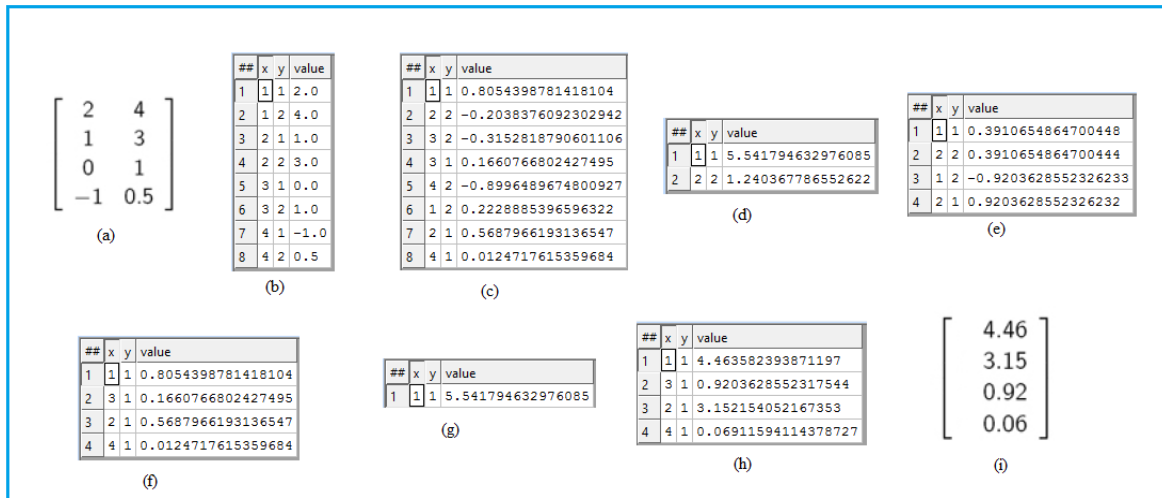 2 4
1 3
0 1
−1 0.5
(a)
## x y value
1 1 1 2.0
2 1 2 4.0
3 2 1 1.0
4 2 2 3.0
5 3 1 0.0
6 3 2 1.0
7 4 1 -1.0
8 4 2 0.5
(b)
## x y value
1 1 1 0.8054398781418104
2 2 2 -0.2038376092302942
3 3 2 -0.3152818790601106
4 3 1 0.1660766802427495
5 4 2 -0.8996489674800927
6 1 2 0.2228885396596322
7 2 1 0.5687966193136547
8 4 1 0.0124717615359684
(c)
## x y value
1 1 1 5.541794632976085
2 2 2 1.240367786552622
(d)
## x y value
1 1 1 0.3910654864700448
2 2 2 0.3910654864700444
3 1 2 -0.9203628552326233
4 2 1 0.9203628552326232
(e)
## x y value
1 1 1 0.8054398781418104
2 3 1 0.1660766802427495
3 2 1 0.5687966193136547
4 4 1 0.0124717615359684
(f)
## x y value
1 1 1 5.541794632976085
(g)
## x y value
1 1 1 4.463582393871197
2 3 1 0.9203628552317544
3 2 1 3.152154052167353
4 4 1 0.06911594114378727
(h)
4.46
3.15
0.92
0.06
(i)